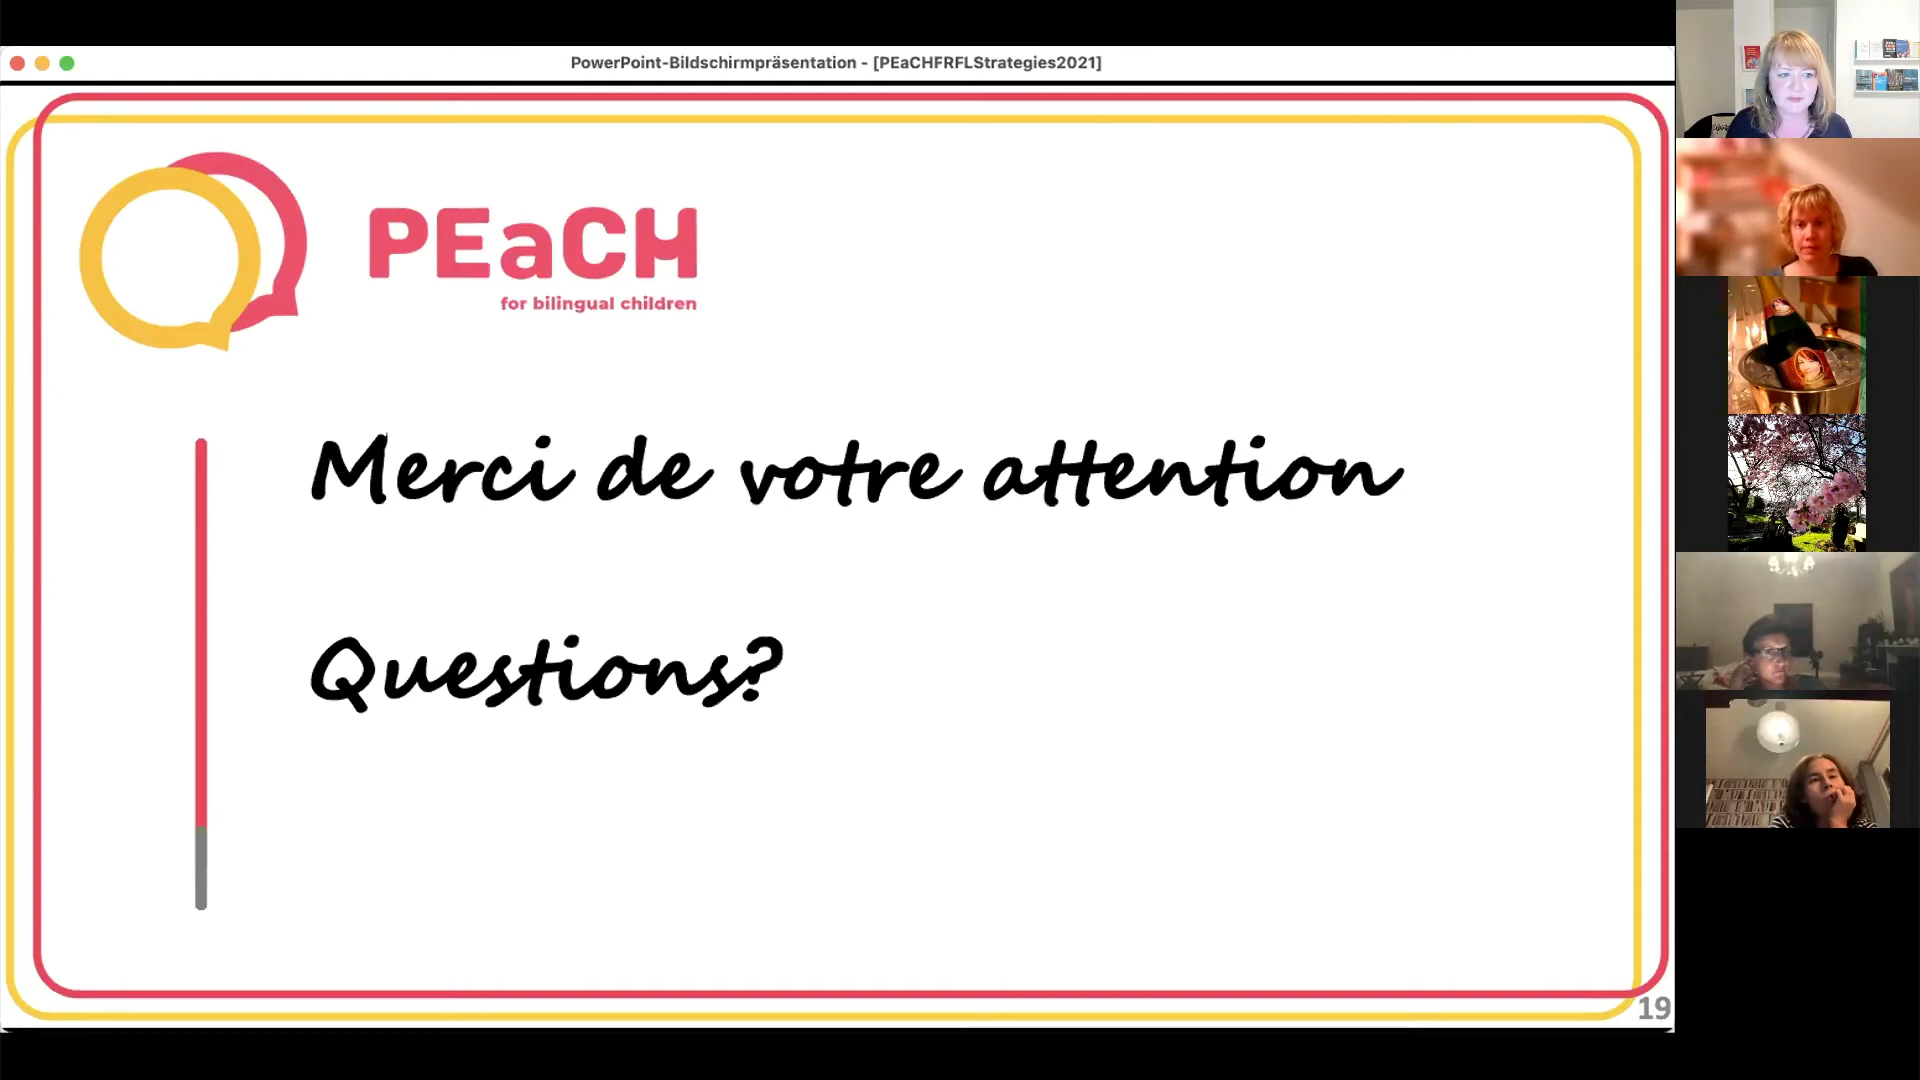 PowerPoint-Bildschirmpräsentation - [PEaCHFRFLStrategies2021]
PEaCH
for bilingual children
Merci de votre attention
Questions?
19